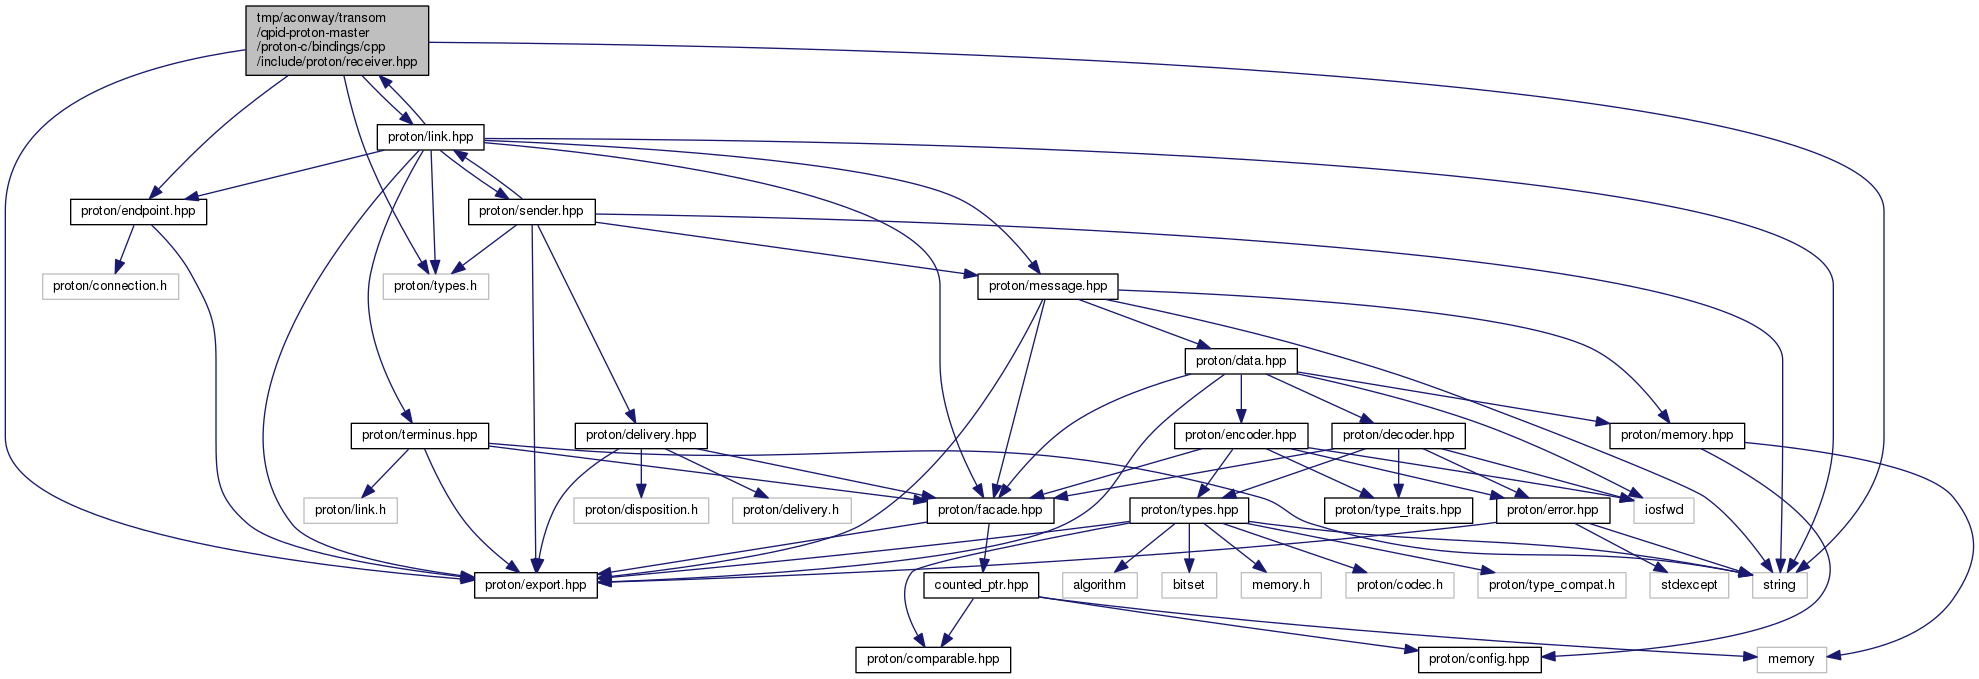 tmp/aconway/transom
/qpid-proton-master
/proton-c/bindings/cpp
/include/proton/receiver.hpp
proton/link.hpp
proton/endpoint.hpp
proton/sender.hpp
proton/connection.h
proton/types.h
proton/message.hpp
proton/data.hpp
proton/terminus.hpp
proton/delivery.hpp
proton/encoder.hpp
proton/decoder.hpp
proton/memory.hpp
proton/link.h
proton/disposition.h
proton/delivery.h
proton/facade.hpp
proton/types.hpp
proton/type_traits.hpp
proton/error.hpp
iosfwd
proton/export.hpp
counted_ptr.hpp
algorithm
bitset
memory.h
proton/codec.h
proton/type_compat.h
stdexcept
string
proton/comparable.hpp
proton/config.hpp
memory